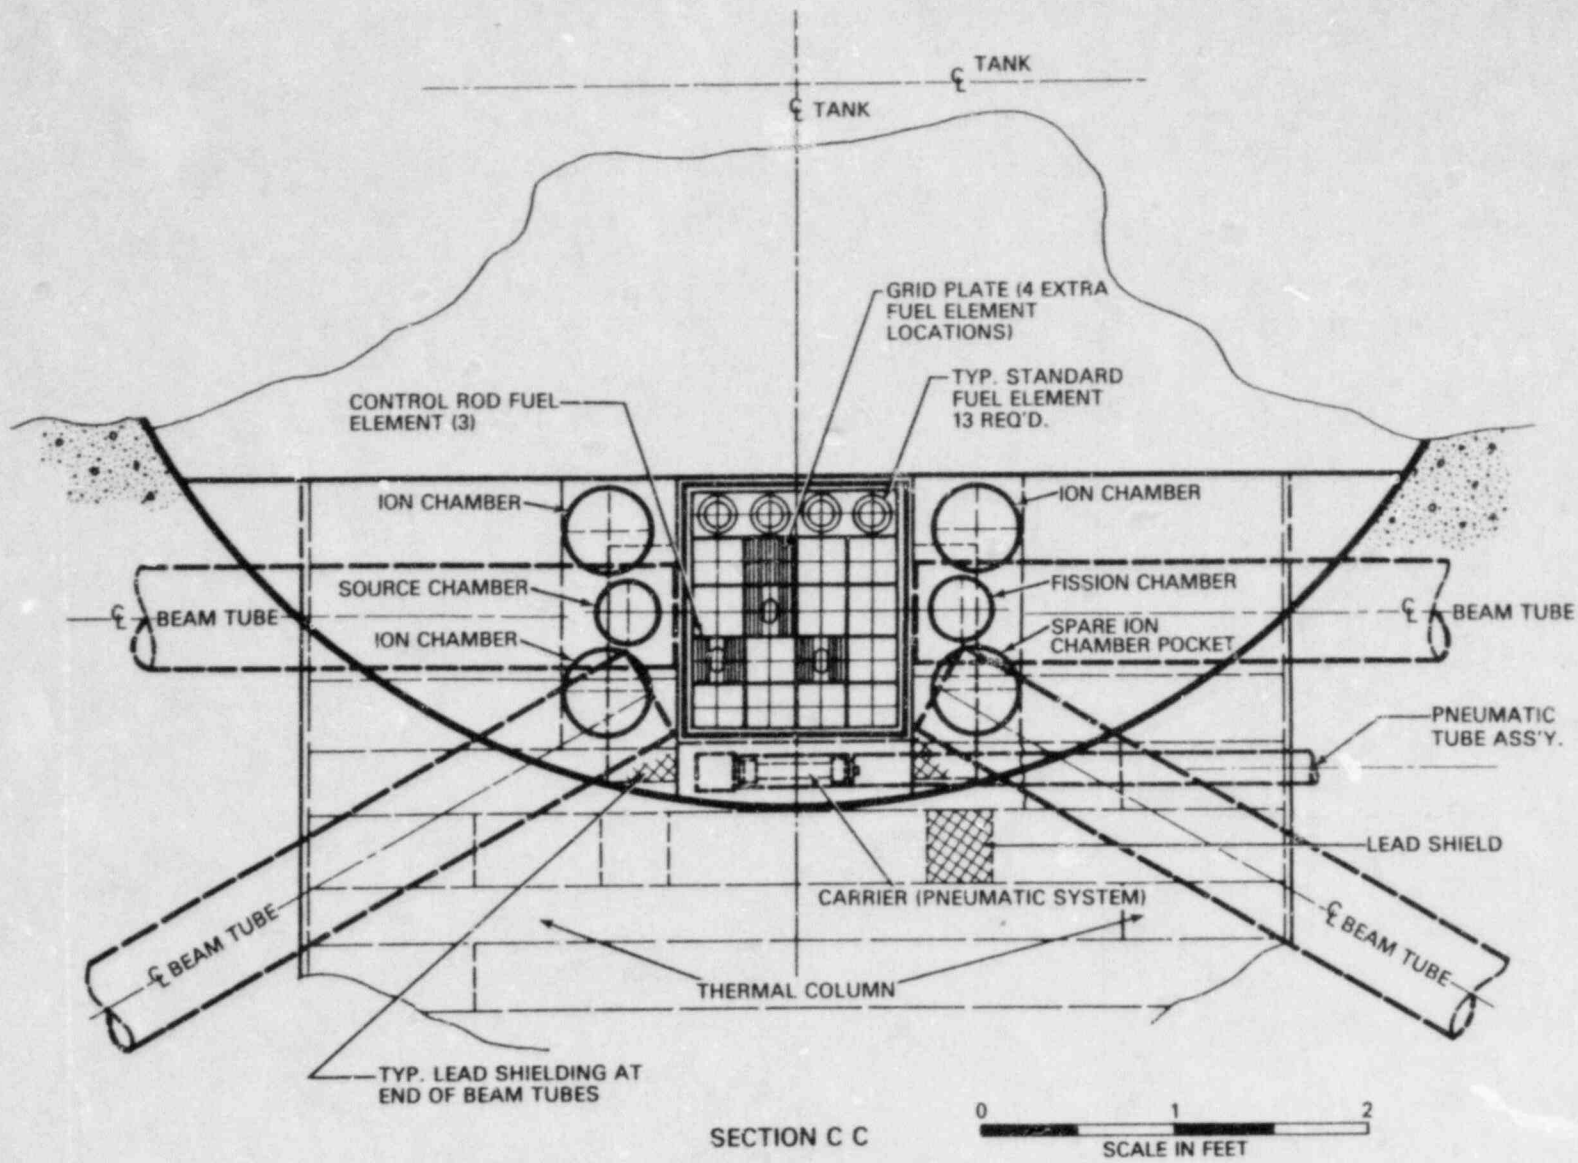 ℄ TANK
℄ TANK
GRID PLATE (4 EXTRA
FUEL ELEMENT
LOCATIONS)
TYP. STANDARD
FUEL ELEMENT
13 REQ'D.
CONTROL ROD FUEL
ELEMENT (3)
ION CHAMBER
ION CHAMBER
SOURCE CHAMBER
FISSION CHAMBER
℄ BEAM TUBE
℄ BEAM TUBE
ION CHAMBER
SPARE ION
CHAMBER POCKET
PNEUMATIC
TUBE ASS'Y.
LEAD SHIELD
CARRIER (PNEUMATIC SYSTEM)
℄ BEAM TUBE
℄ BEAM TUBE
THERMAL COLUMN
TYP. LEAD SHIELDING AT
END OF BEAM TUBES
SECTION C C
0 1 2
SCALE IN FEET